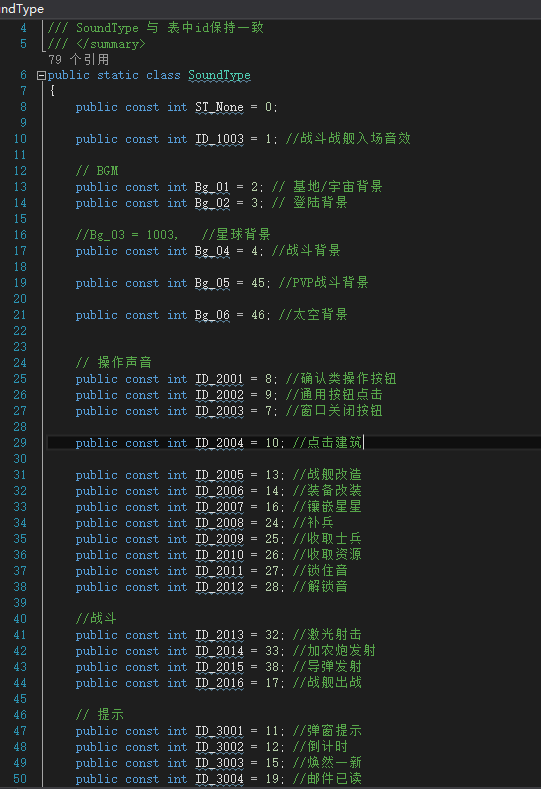 ndType
4 /// SoundType 与 表中id保持一致
5 /// </summary>
79 个引用
6 public static class SoundType
7 {
8 public const int ST_None = 0;
9
10 public const int ID_1003 = 1; //战斗战舰入场音效
11
12 // BGM
13 public const int Bg_01 = 2; // 基地/宇宙背景
14 public const int Bg_02 = 3; // 登陆背景
15
16 //Bg_03 = 1003, //星球背景
17 public const int Bg_04 = 4; //战斗背景
18
19 public const int Bg_05 = 45; //PVP战斗背景
20
21 public const int Bg_06 = 46; //太空背景
22
23
24 // 操作声音
25 public const int ID_2001 = 8; //确认类操作按钮
26 public const int ID_2002 = 9; //通用按钮点击
27 public const int ID_2003 = 7; //窗口关闭按钮
28
29 public const int ID_2004 = 10; //点击建筑
30
31 public const int ID_2005 = 13; //战舰改造
32 public const int ID_2006 = 14; //装备改装
33 public const int ID_2007 = 16; //镶嵌星星
34 public const int ID_2008 = 24; //补兵
35 public const int ID_2009 = 25; //收取士兵
36 public const int ID_2010 = 26; //收取资源
37 public const int ID_2011 = 27; //锁住音
38 public const int ID_2012 = 28; //解锁音
39
40 //战斗
41 public const int ID_2013 = 32; //激光射击
42 public const int ID_2014 = 33; //加农炮发射
43 public const int ID_2015 = 38; //导弹发射
44 public const int ID_2016 = 17; //战舰出战
45
46 // 提示
47 public const int ID_3001 = 11; //弹窗提示
48 public const int ID_3002 = 12; //倒计时
49 public const int ID_3003 = 15; //焕然一新
50 public const int ID_3004 = 19; //邮件已读